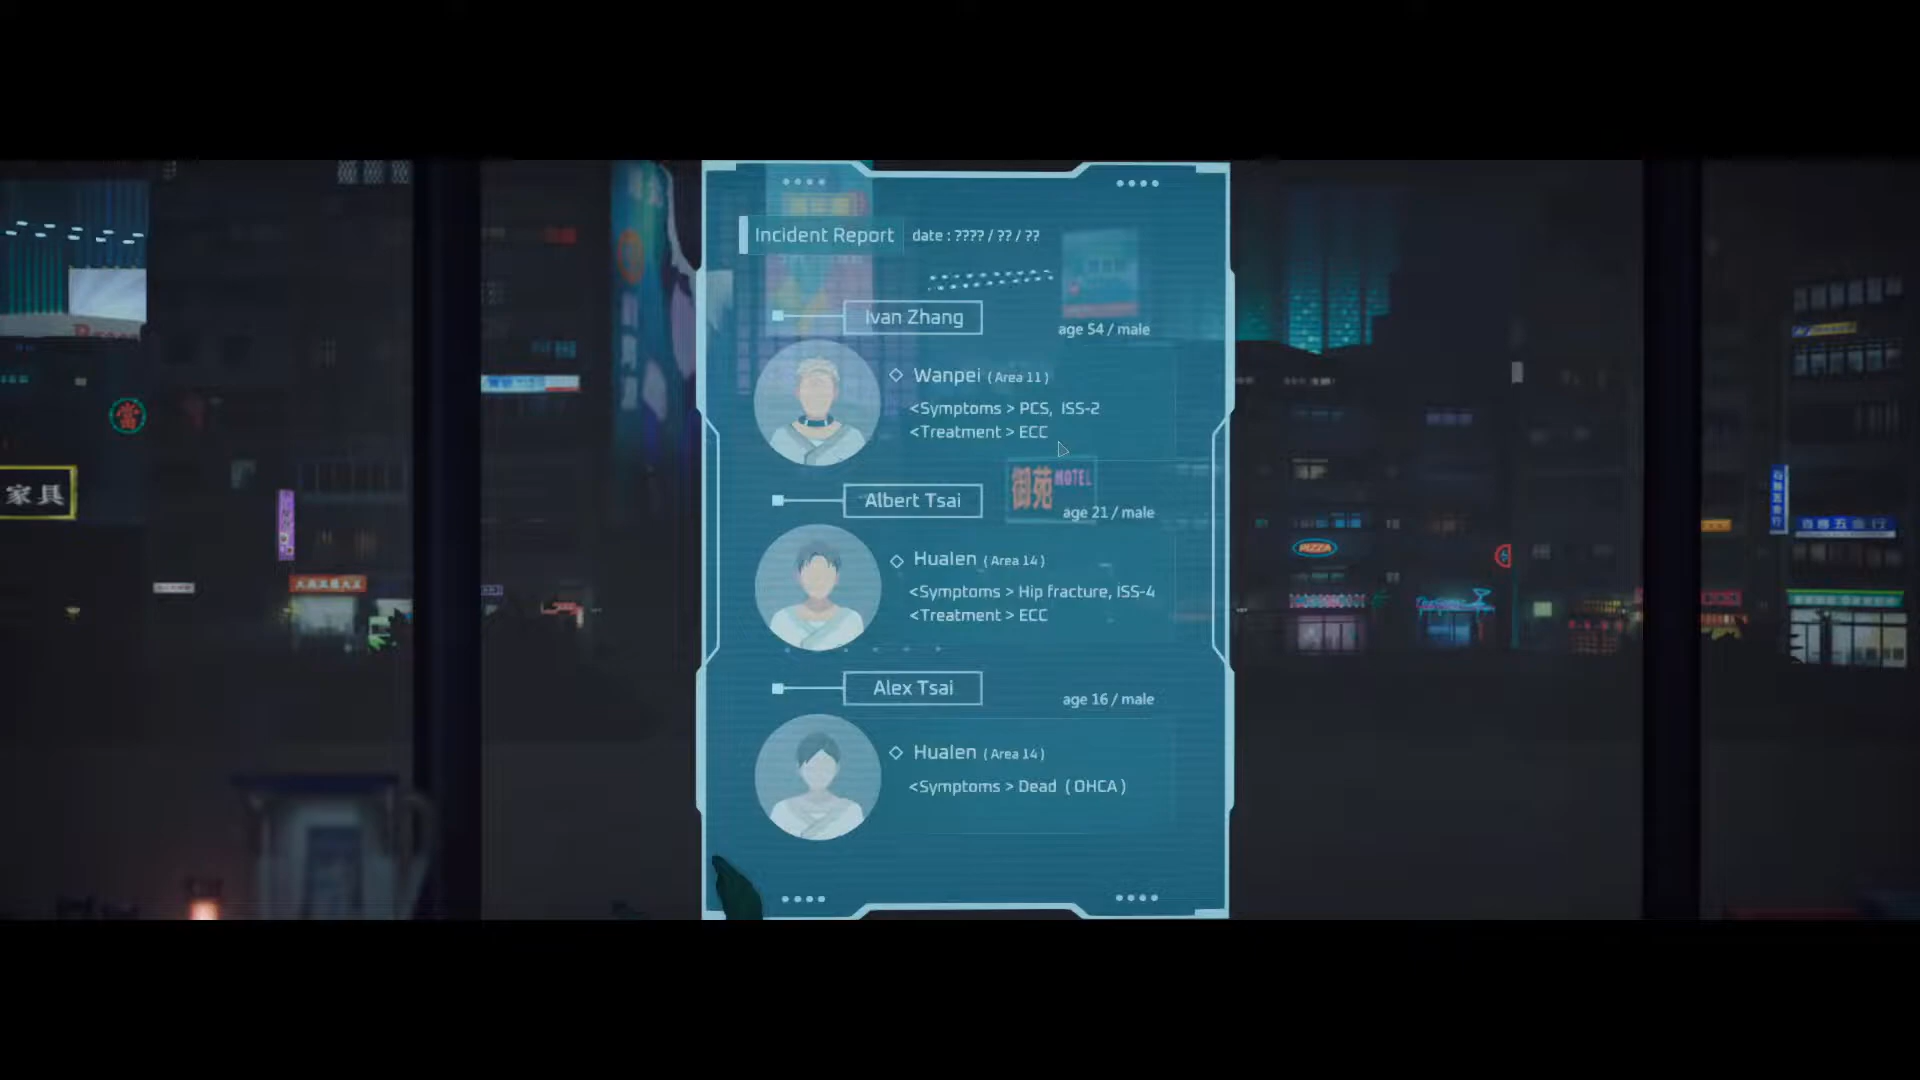 Incident Report date : ???? / ?? / ??
Ivan Zhang
age 54 / male
Wanpei ( Area 11 )
<Symptoms > PCS, ISS-2
<Treatment > ECC
Albert Tsai
age 21 / male
Hualen ( Area 14 )
<Symptoms > Hip fracture, ISS-4
<Treatment > ECC
Alex Tsai
age 16 / male
Hualen ( Area 14 )
<Symptoms > Dead ( OHCA )
御苑 MOTEL
當
家具
PIZZA